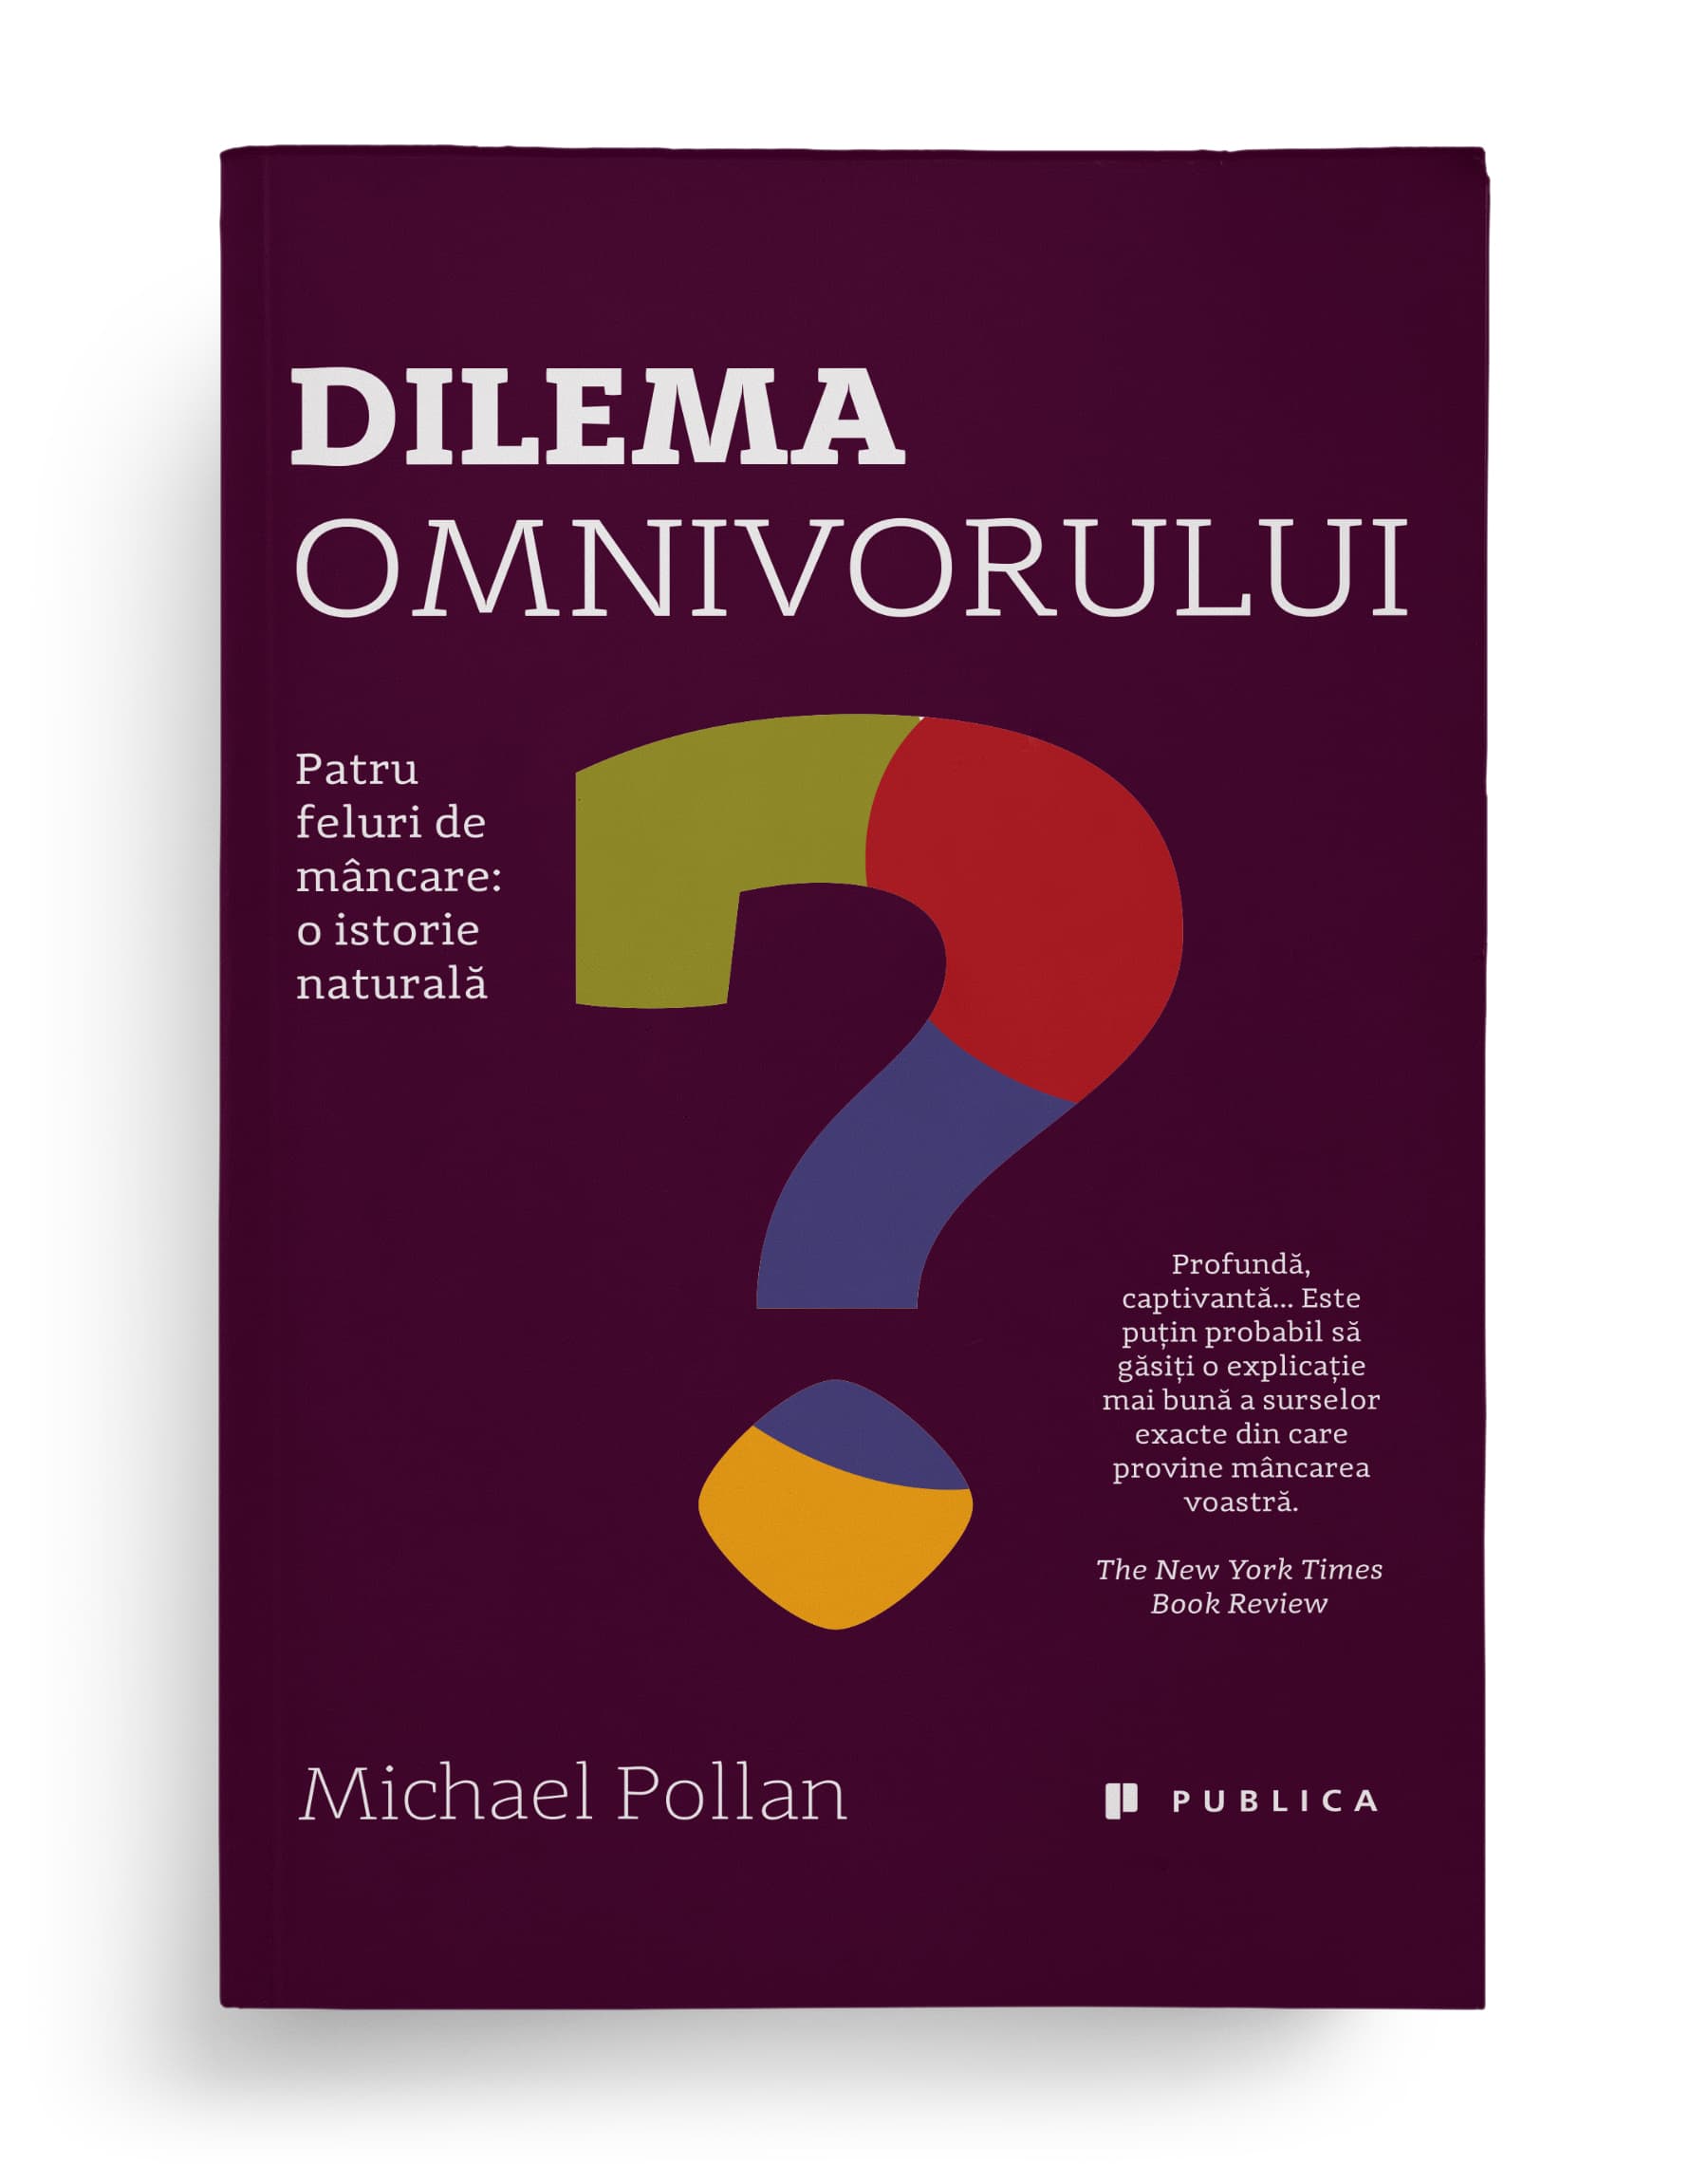 DILEMA
OMNIVORULUI
Patru
feluri de
mâncare:
o istorie
naturală
Profundă,
captivantă... Este
puțin probabil să
găsiți o explicație
mai bună a surselor
exacte din care
provine mâncarea
voastră.
The New York Times
Book Review
Michael Pollan
PUBLICA